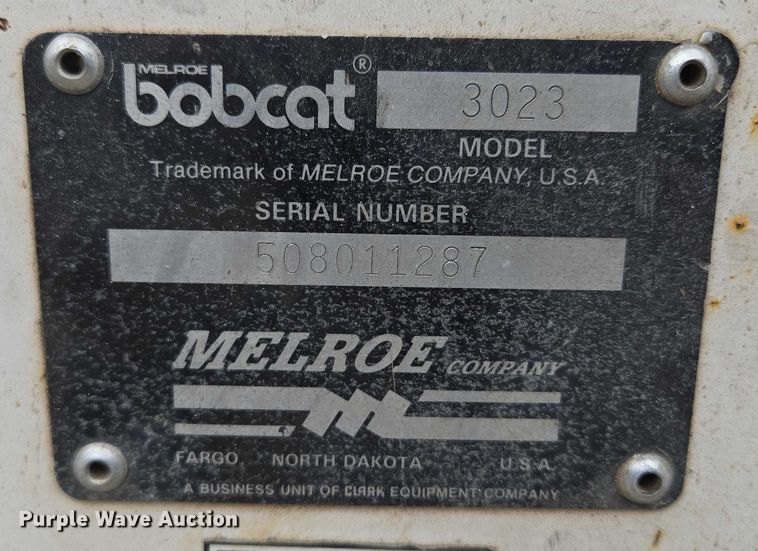 MELROE
bobcat ® 3023
MODEL
Trademark of MELROE COMPANY, U.S.A.
SERIAL NUMBER
508011287
MELROE COMPANY
FARGO, NORTH DAKOTA U.S.A.
A BUSINESS UNIT OF CLARK EQUIPMENT COMPANY
Purple Wave Auction